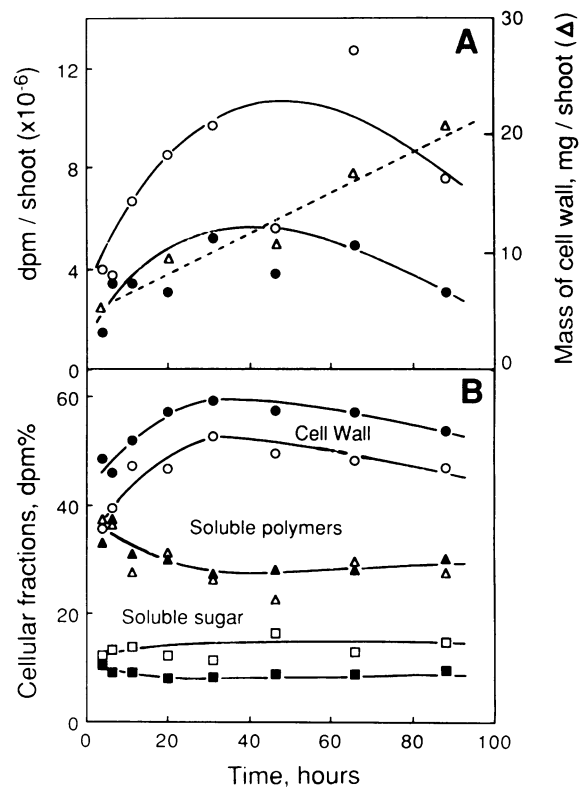 A
dpm / shoot (x10⁻⁶)
12
8
4
0
30
20
10
0
Mass of cell wall, mg / shoot (Δ)
B
Cellular fractions, dpm%
60
40
20
0
Cell Wall
Soluble polymers
Soluble sugar
0 20 40 60 80 100
Time, hours